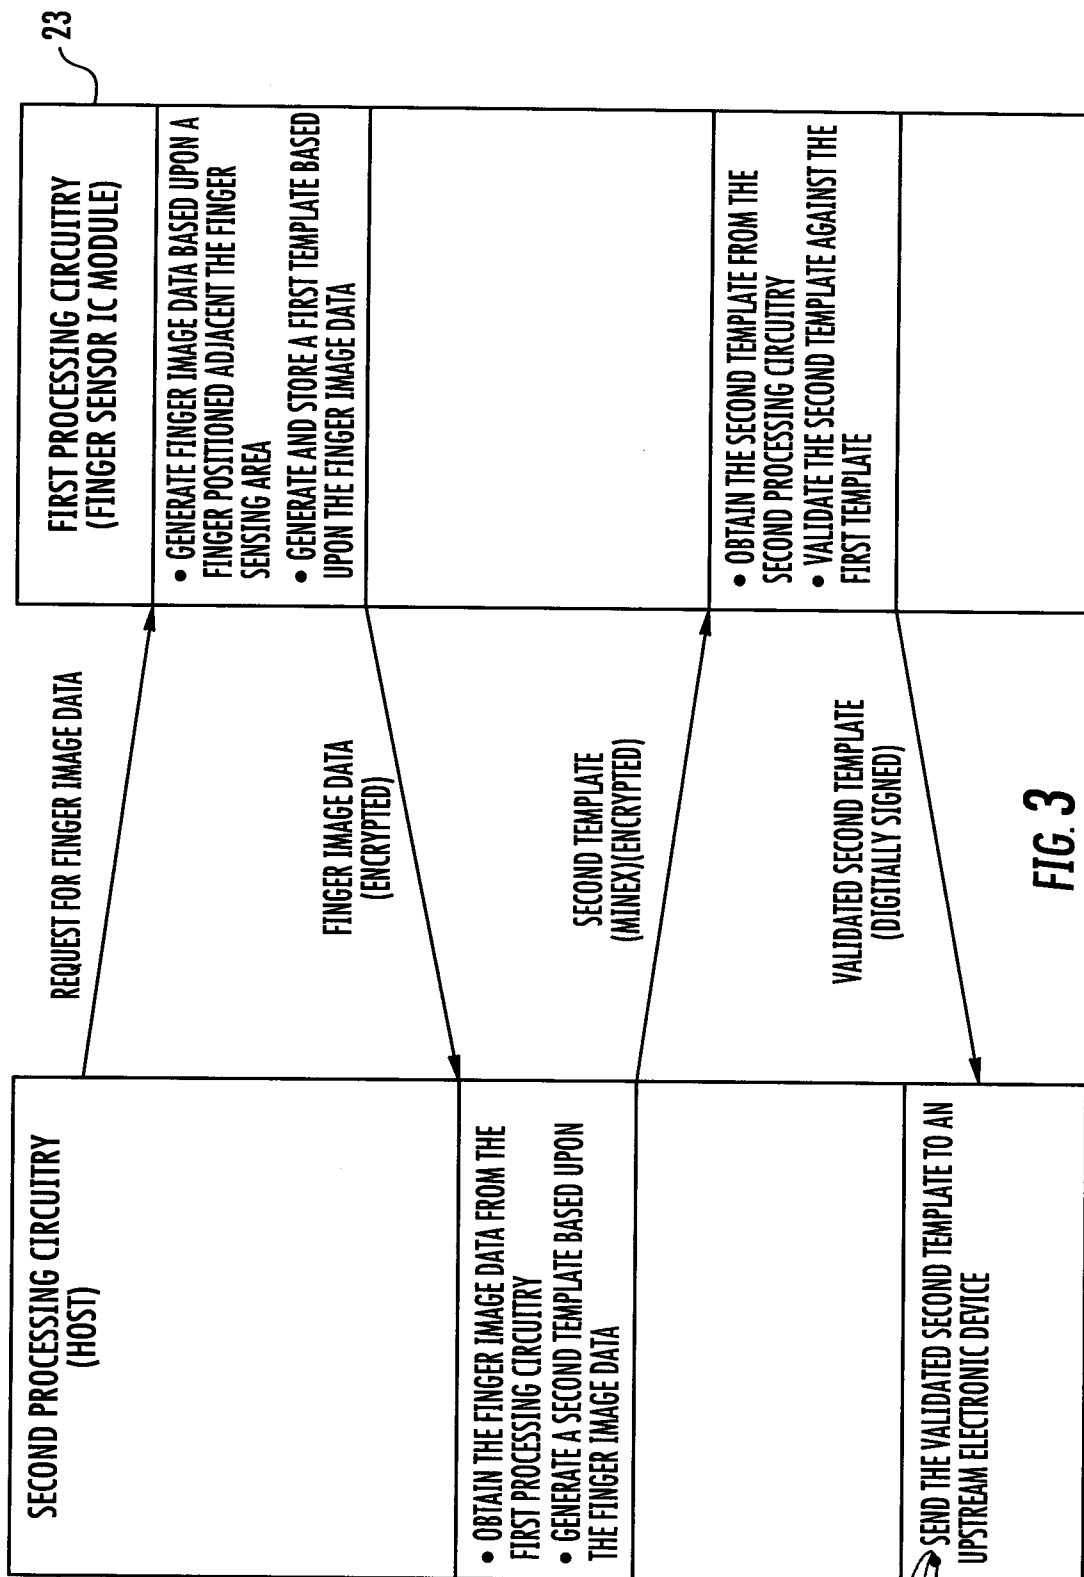 SECOND PROCESSING CIRCUITRY
(HOST)
FIRST PROCESSING CIRCUITRY
(FINGER SENSOR IC MODULE)
23
REQUEST FOR FINGER IMAGE DATA
• GENERATE FINGER IMAGE DATA BASED UPON A
FINGER POSITIONED ADJACENT THE FINGER
SENSING AREA
• GENERATE AND STORE A FIRST TEMPLATE BASED
UPON THE FINGER IMAGE DATA
FINGER IMAGE DATA
(ENCRYPTED)
• OBTAIN THE FINGER IMAGE DATA FROM THE
FIRST PROCESSING CIRCUITRY
• GENERATE A SECOND TEMPLATE BASED UPON
THE FINGER IMAGE DATA
SECOND TEMPLATE
(MINEX)(ENCRYPTED)
• OBTAIN THE SECOND TEMPLATE FROM THE
SECOND PROCESSING CIRCUITRY
• VALIDATE THE SECOND TEMPLATE AGAINST THE
FIRST TEMPLATE
VALIDATED SECOND TEMPLATE
(DIGITALLY SIGNED)
• SEND THE VALIDATED SECOND TEMPLATE TO AN
UPSTREAM ELECTRONIC DEVICE
FIG. 3